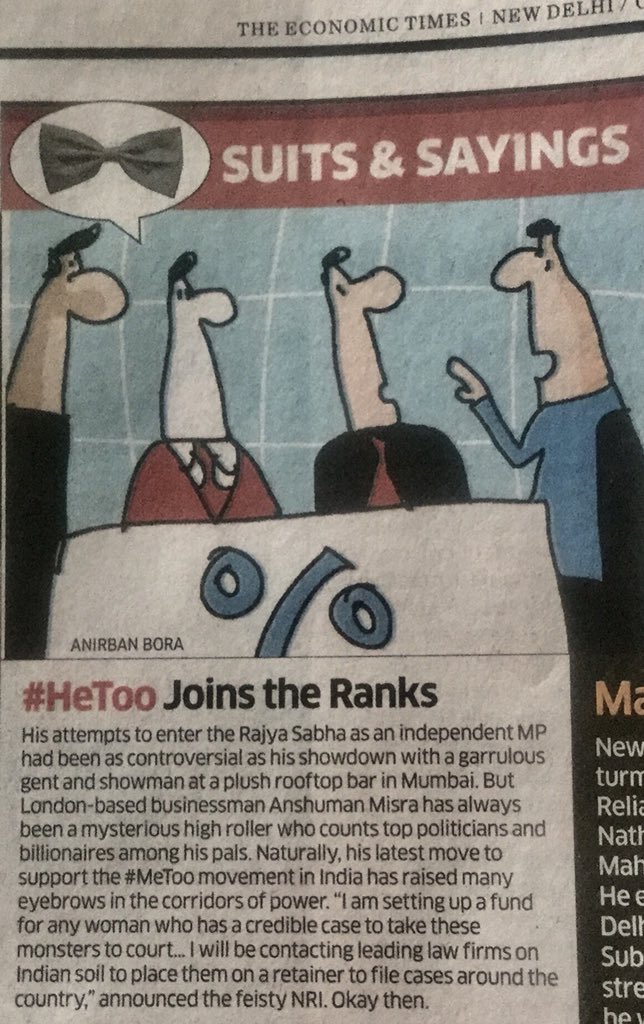 THE ECONOMIC TIMES | NEW DELHI /
SUITS & SAYINGS
%
ANIRBAN BORA
#HeToo Joins the Ranks
His attempts to enter the Rajya Sabha as an independent MP
had been as controversial as his showdown with a garrulous
gent and showman at a plush rooftop bar in Mumbai. But
London-based businessman Anshuman Misra has always
been a mysterious high roller who counts top politicians and
billionaires among his pals. Naturally, his latest move to
support the #MeToo movement in India has raised many
eyebrows in the corridors of power. “I am setting up a fund
for any woman who has a credible case to take these
monsters to court... I will be contacting leading law firms on
Indian soil to place them on a retainer to file cases around the
country,” announced the feisty NRI. Okay then.
Ma
New
turm
Relia
Nath
Mah
He e
Delh
Sub
stre
he w